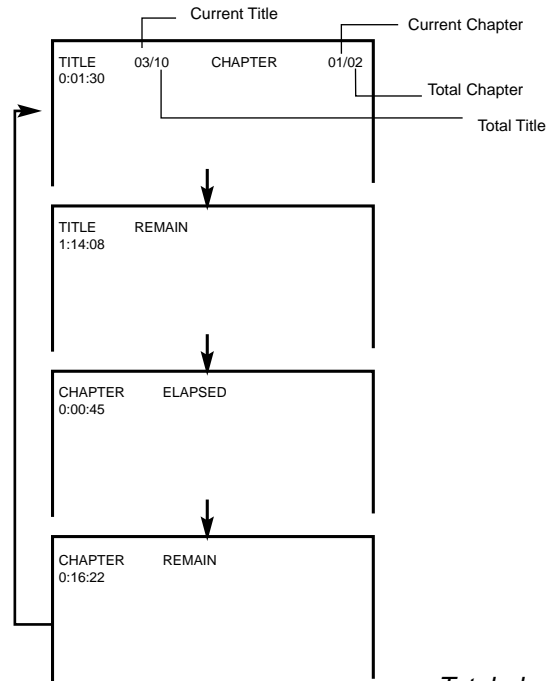 Current Title
Current Chapter
TITLE 03/10 CHAPTER 01/02
0:01:30
Total Chapter
Total Title
TITLE REMAIN
1:14:08
CHAPTER ELAPSED
0:00:45
CHAPTER REMAIN
0:16:22